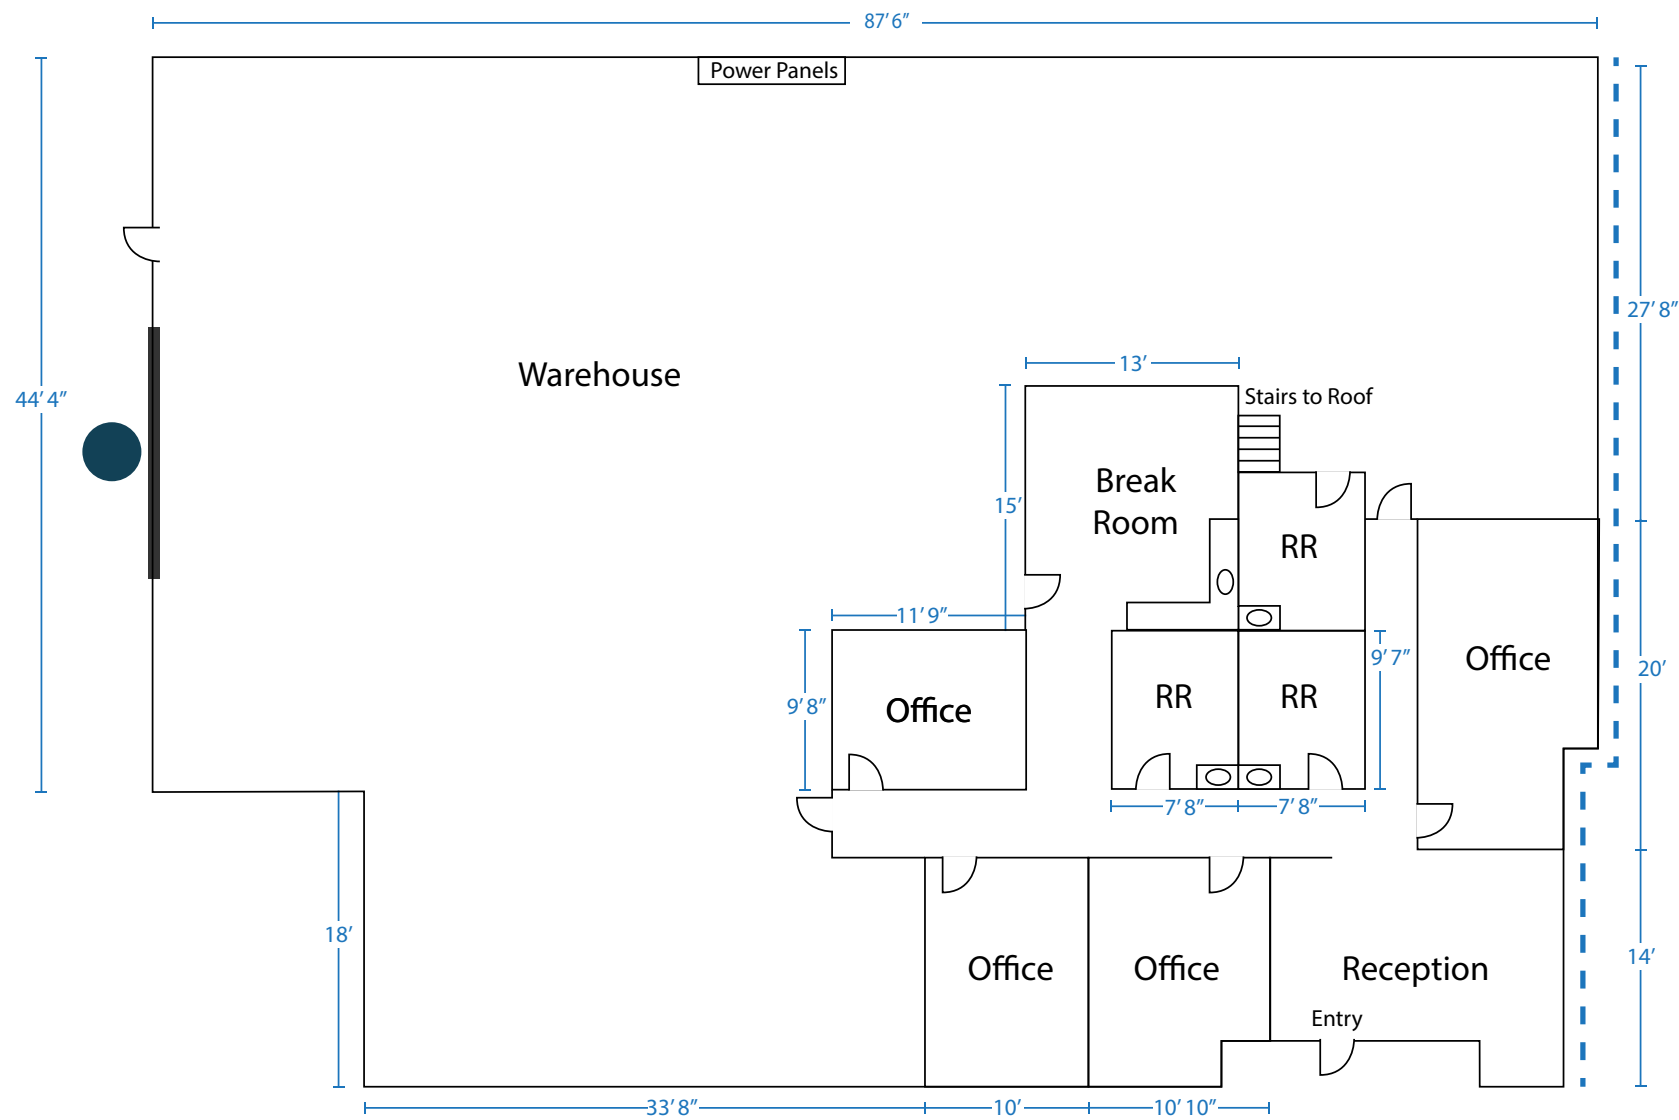 87’6”
Power Panels
27’8”
13’
Warehouse
Stairs to Roof
44’4”
Break
Room
15’
RR
11’9”
9’7”
Office
20’
RR
RR
9’8”
Office
7’8”
7’8”
18’
14’
Office
Office
Reception
Entry
33’8”
10’
10’10”